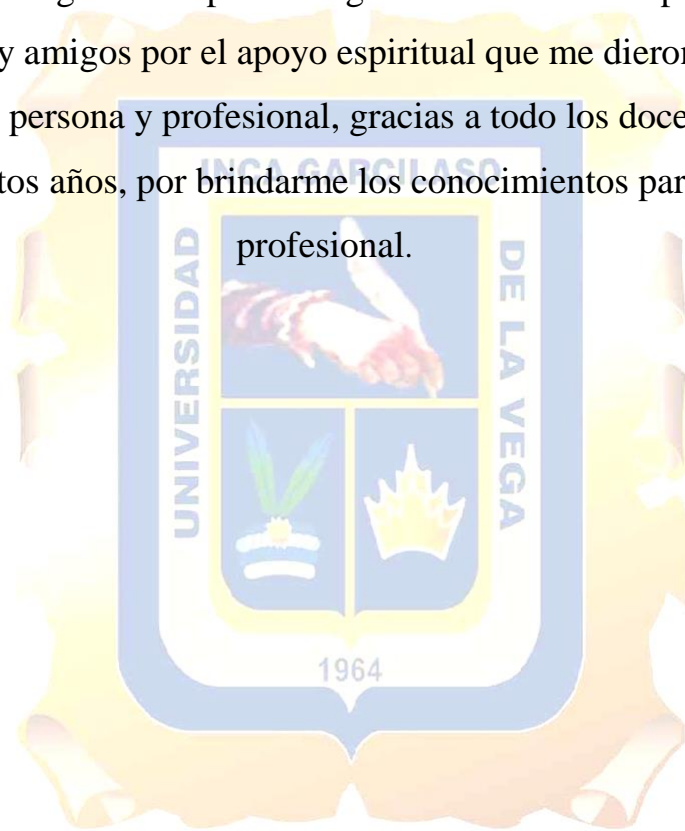 y amigos por el apoyo espiritual que me dieron
persona y profesional, gracias a todo los doce
tos años, por brindarme los conocimientos par
profesional.
UNIVERSIDAD
INCA GARCILASO
DE LA VEGA
1964